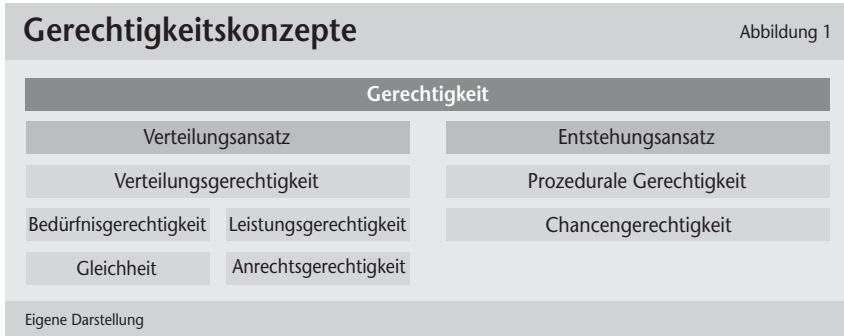 Gerechtigkeitskonzepte
Abbildung 1
Gerechtigkeit
Verteilungsansatz
Entstehungsansatz
Verteilungsgerechtigkeit
Prozedurale Gerechtigkeit
Bedürfnisgerechtigkeit
Leistungsgerechtigkeit
Chancengerechtigkeit
Gleichheit
Anrechtsgerechtigkeit
Eigene Darstellung